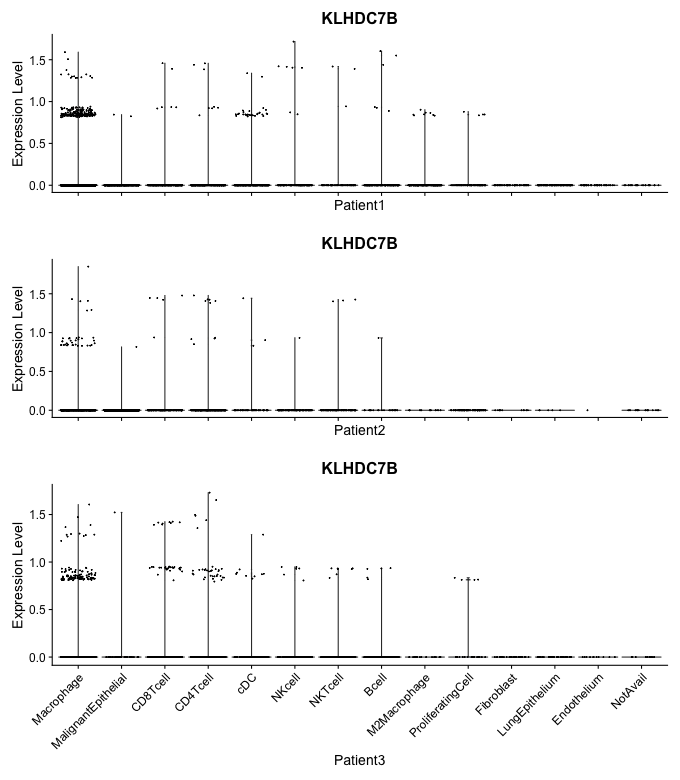 KLHDC7B
Expression Level
1.5
1.0
0.5
0.0
Patient1
KLHDC7B
Expression Level
1.5
1.0
0.5
0.0
Patient2
KLHDC7B
Expression Level
1.5
1.0
0.5
0.0
Macrophage
MalignantEpithelial
CD8Tcell
CD4Tcell
cDC
NKcell
NKTcell
Bcell
M2Macrophage
ProliferatingCell
Fibroblast
LungEpithelium
Endothelium
NotAvail
Patient3